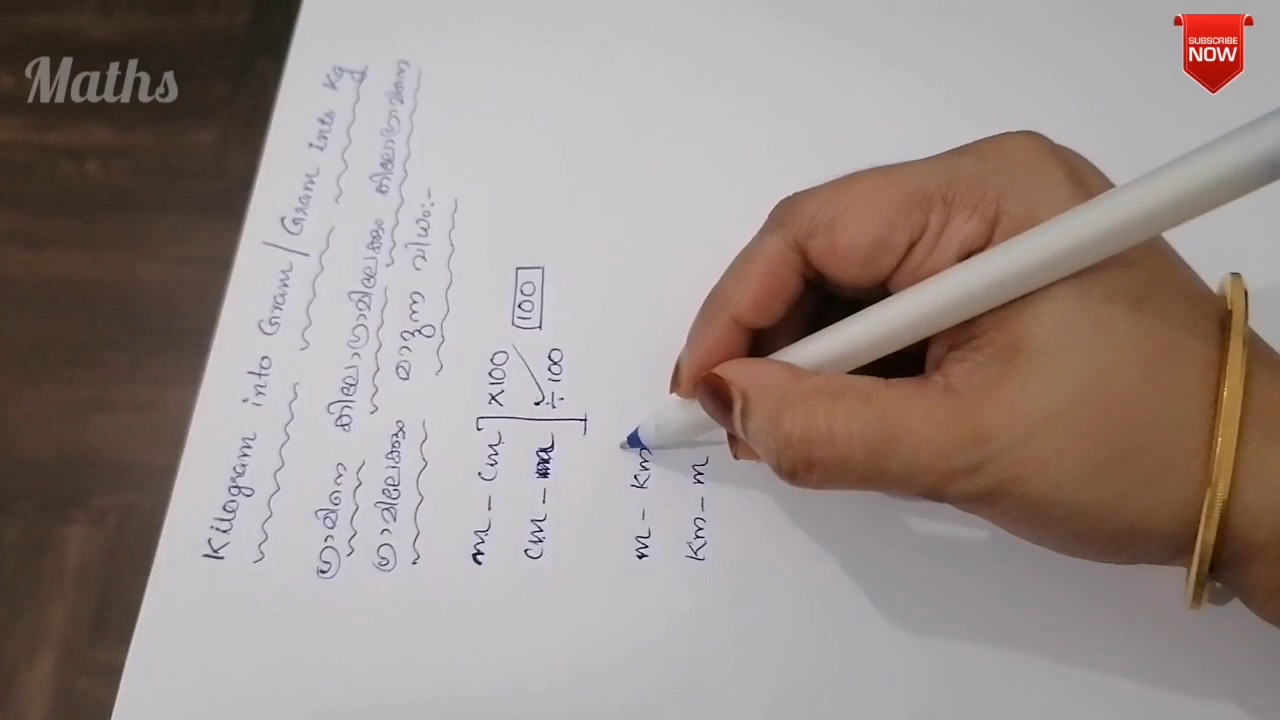 Maths
SUBSCRIBE
NOW
Kilogram into Gram / Gram into Kg
ഗ്രാമിനെ കിലോഗ്രാമിലേക്കും കിലോഗ്രാമിനെ
ഗ്രാമിലേക്കും മാറ്റുന്ന വിധം:-
m - cm ] ×100
cm - m ] ÷ 100 100
m - km
km - m